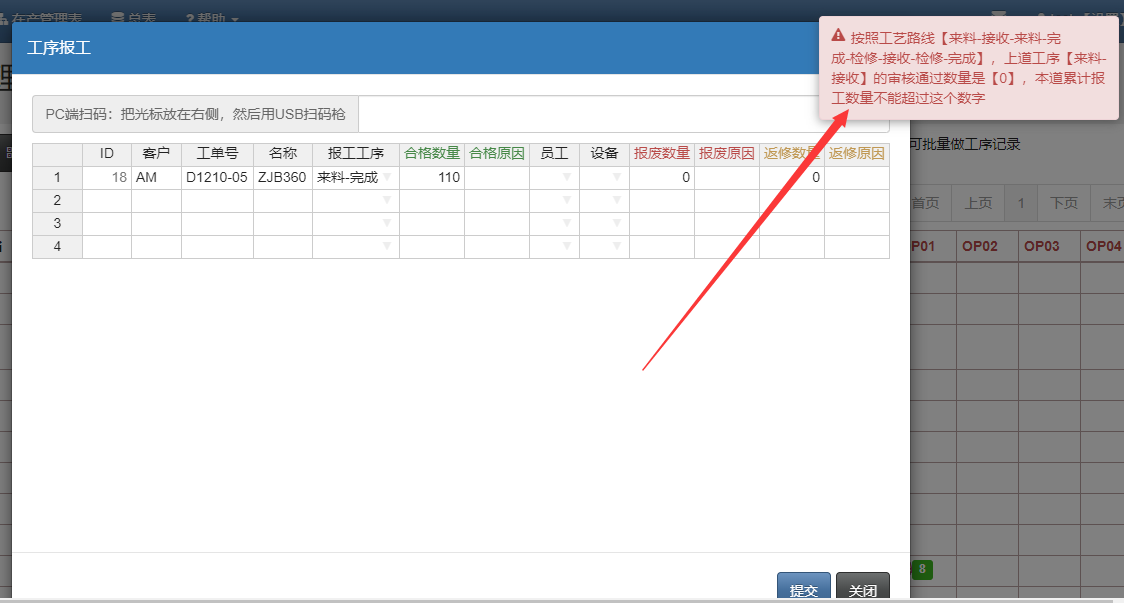 在产管理表 总表 ? 帮助
工序报工
按照工艺路线【来料-接收-来料-完
成-检修-接收-检修-完成】，上道工序【来料-
接收】的审核通过数量是【0】，本道累计报
工数量不能超过这个数字
PC端扫码：把光标放在右侧，然后用USB扫码枪
可批量做工序记录
ID 客户 工单号 名称 报工工序 合格数量 合格原因 员工 设备 报废数量 报废原因 返修数量 返修原因
1 18 AM D1210-05 ZJB360 来料-完成 110 0 0
2
3
4
首页 上页 1 下页 末页
P01 OP02 OP03 OP04
8
提交 关闭